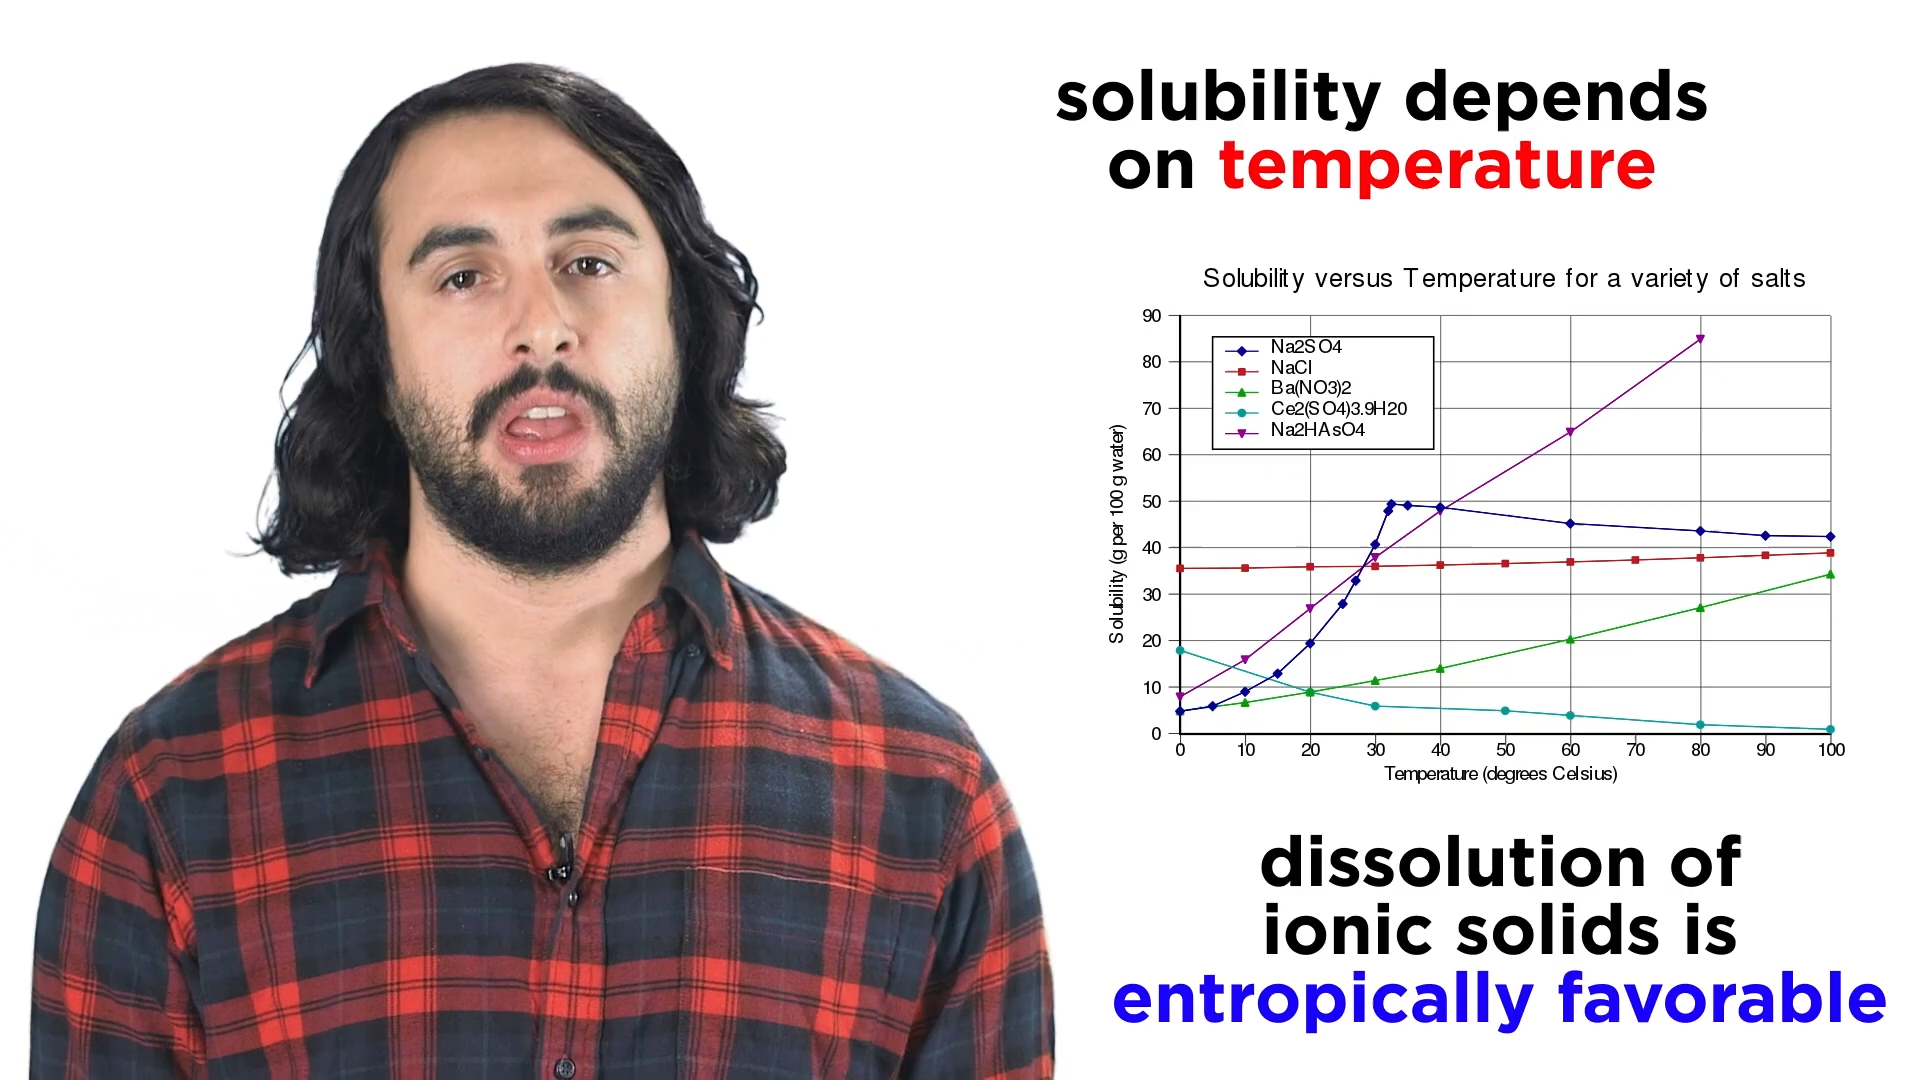 solubility depends
on temperature
Solubility versus Temperature for a variety of salts
90
80
70
60
50
40
30
20
10
0
Solubility (g per 100 g water)
Na2SO4
NaCl
Ba(NO3)2
Ce2(SO4)3.9H20
Na2HAsO4
0 10 20 30 40 50 60 70 80 90 100
Temperature (degrees Celsius)
dissolution of
ionic solids is
entropically favorable